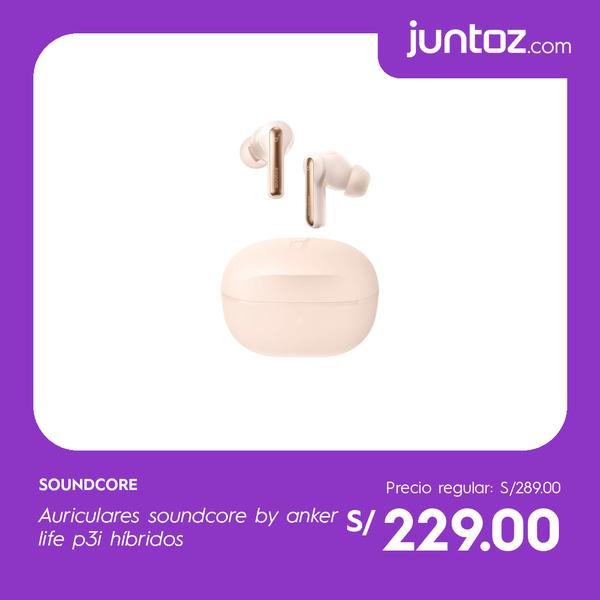 juntoz.com
SOUNDCORE
Auriculares soundcore by anker
life p3i híbridos
Precio regular: S/289.00
S/ 229.00